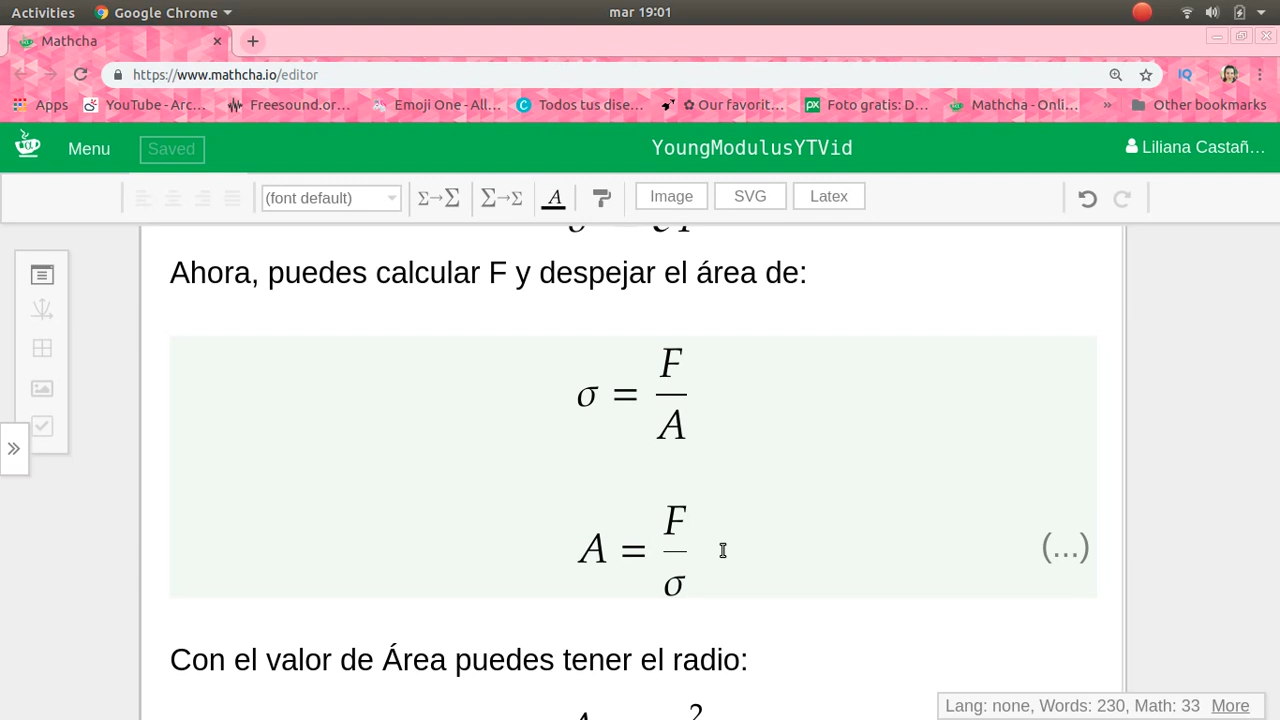 Activities Google Chrome mar 19:01
Mathcha
https://www.mathcha.io/editor
Apps YouTube - Arc... Freesound.or... Emoji One - All... Todos tus dise... ✿ Our favorit... Foto gratis: D... Mathcha - Onli... » Other bookmarks
Menu Saved YoungModulusYTVid Liliana Castañ...
(font default) Σ→Σ Σ→Σ A Image SVG Latex
Ahora, puedes calcular F y despejar el área de:
σ = F/A
A = F/σ (...)
Con el valor de Área puedes tener el radio:
Lang: none, Words: 230, Math: 33 More